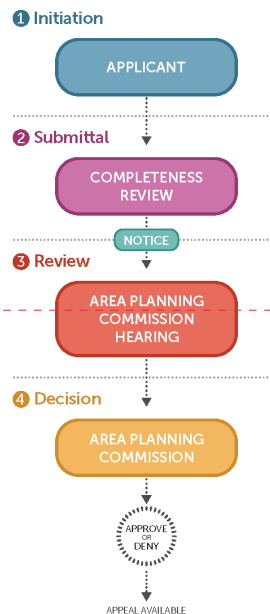 1 Initiation
APPLICANT
2 Submittal
COMPLETENESS
REVIEW
NOTICE
3 Review
AREA PLANNING
COMMISSION
HEARING
4 Decision
AREA PLANNING
COMMISSION
APPROVE
OR
DENY
APPEAL AVAILABLE